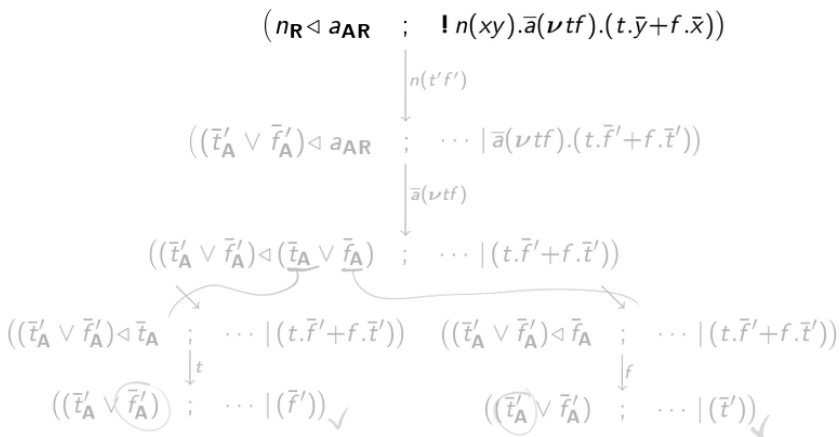 (n_R ◁ a_AR ; ! n(xy).a̅(νtf).(t.y̅+f.x̅))
n(t′f′)
((t̅′_A ∨ f̅′_A) ◁ a_AR ; ··· | a̅(νtf).(t.f̅′+f.t̅′))
a̅(νtf)
((t̅′_A ∨ f̅′_A) ◁ (t̅_A ∨ f̅_A) ; ··· | (t.f̅′+f.t̅′))
((t̅′_A ∨ f̅′_A) ◁ t̅_A ; ··· | (t.f̅′+f.t̅′)) ((t̅′_A ∨ f̅′_A) ◁ f̅_A ; ··· | (t.f̅′+f.t̅′))
t f
((t̅′_A ∨ f̅′_A) ; ··· | (f̅′)) ((t̅′_A ∨ f̅′_A) ; ··· | (t̅′))